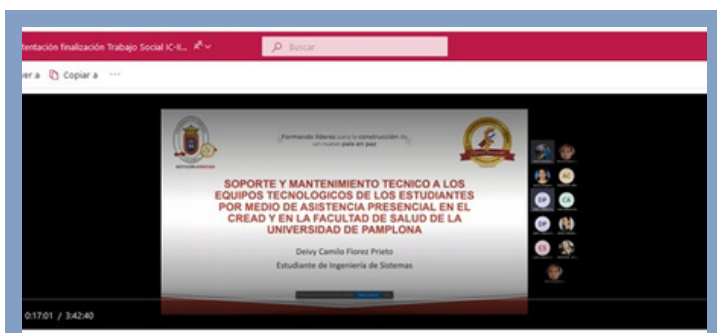 tentación finalización Trabajo Social IC-II...
Buscar
ver a Copiar a ...
Formando líderes para la construcción de
un nuevo país en paz
SOPORTE Y MANTENIMIENTO TECNICO A LOS
EQUIPOS TECNOLOGICOS DE LOS ESTUDIANTES
POR MEDIO DE ASISTENCIA PRESENCIAL EN EL
CREAD Y EN LA FACULTAD DE SALUD DE LA
UNIVERSIDAD DE PAMPLONA
Deivy Camilo Florez Prieto
Estudiante de Ingeniería de Sistemas
AC
DP
CA
DP
CS
0:17:01 / 3:42:40